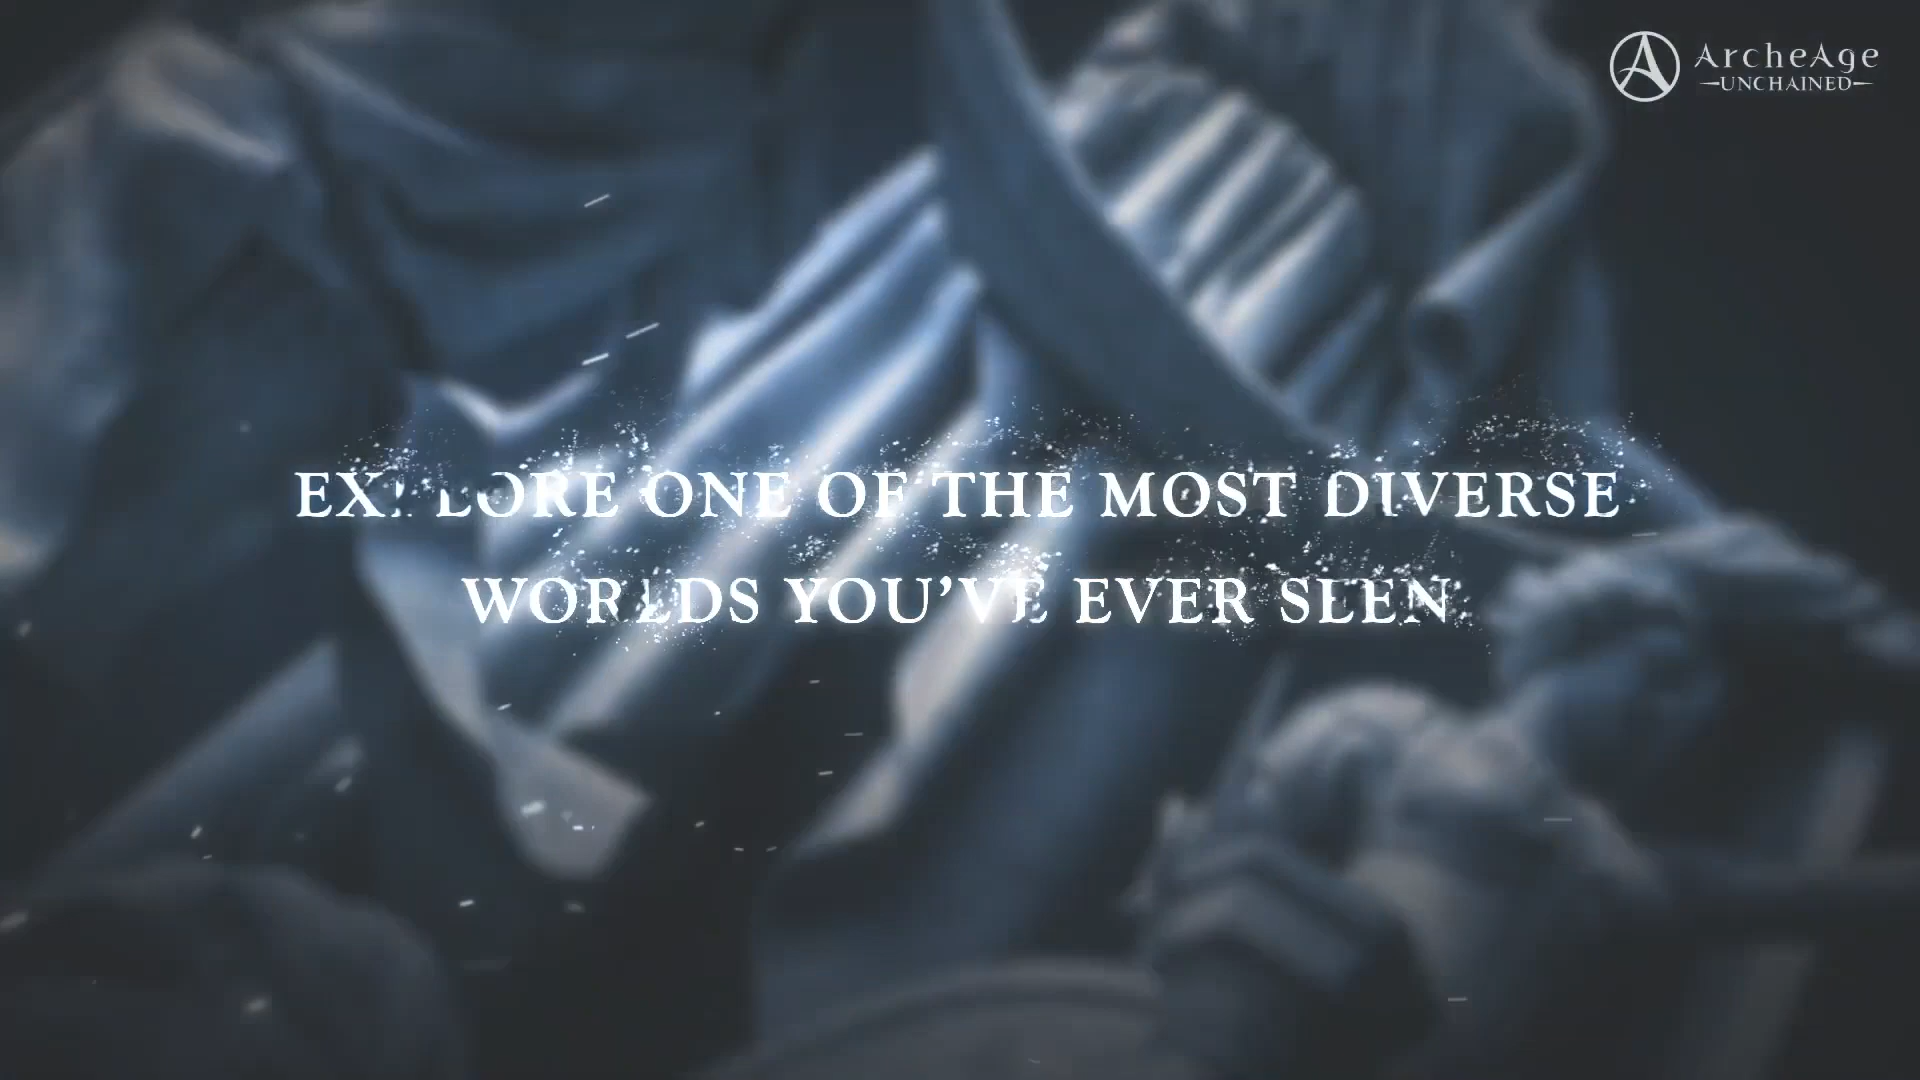 ArcheAge
UNCHAINED
EXPLORE ONE OF THE MOST DIVERSE
WORLDS YOU'VE EVER SEEN